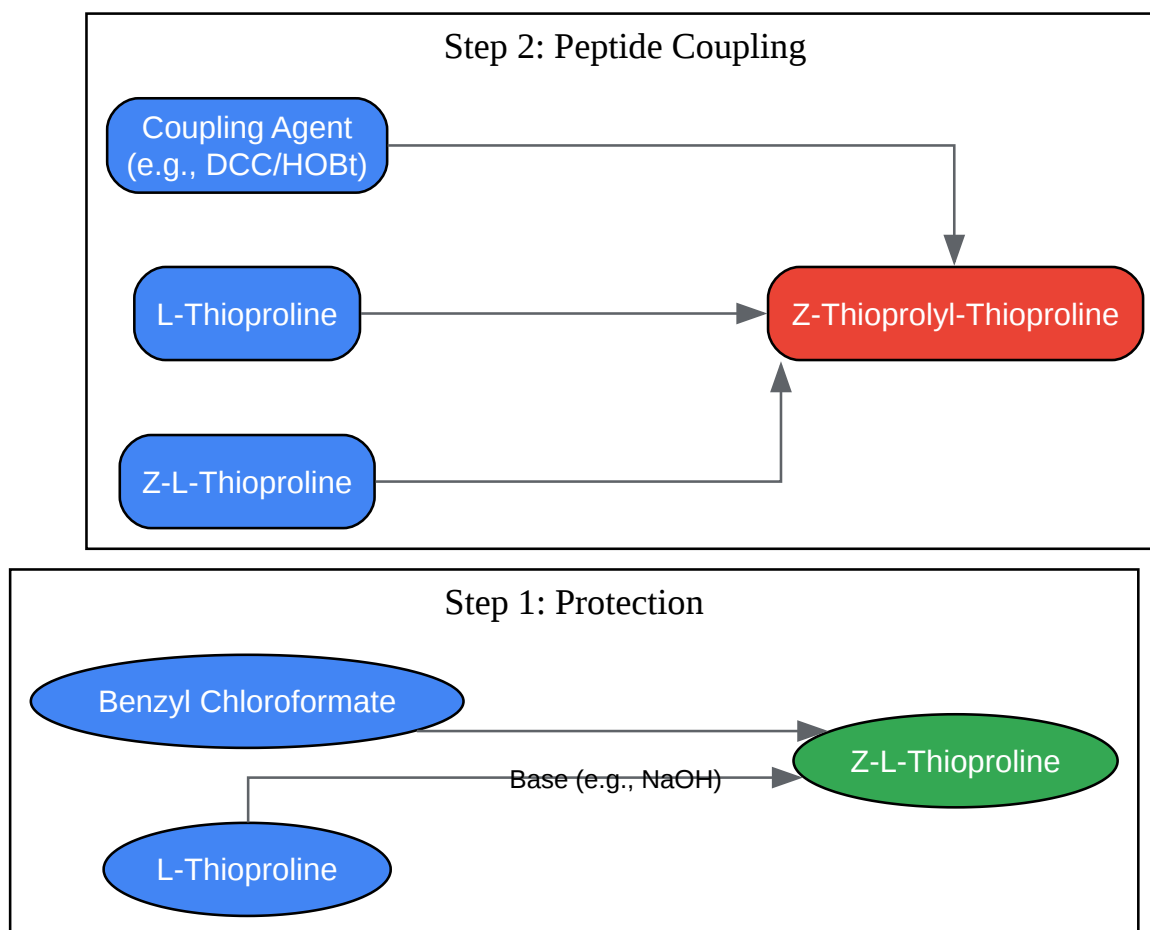 Step 2: Peptide Coupling
Coupling Agent
(e.g., DCC/HOBt)
L-Thioproline
Z-Thioprolyl-Thioproline
Z-L-Thioproline
Step 1: Protection
Benzyl Chloroformate
Z-L-Thioproline
Base (e.g., NaOH)
L-Thioproline